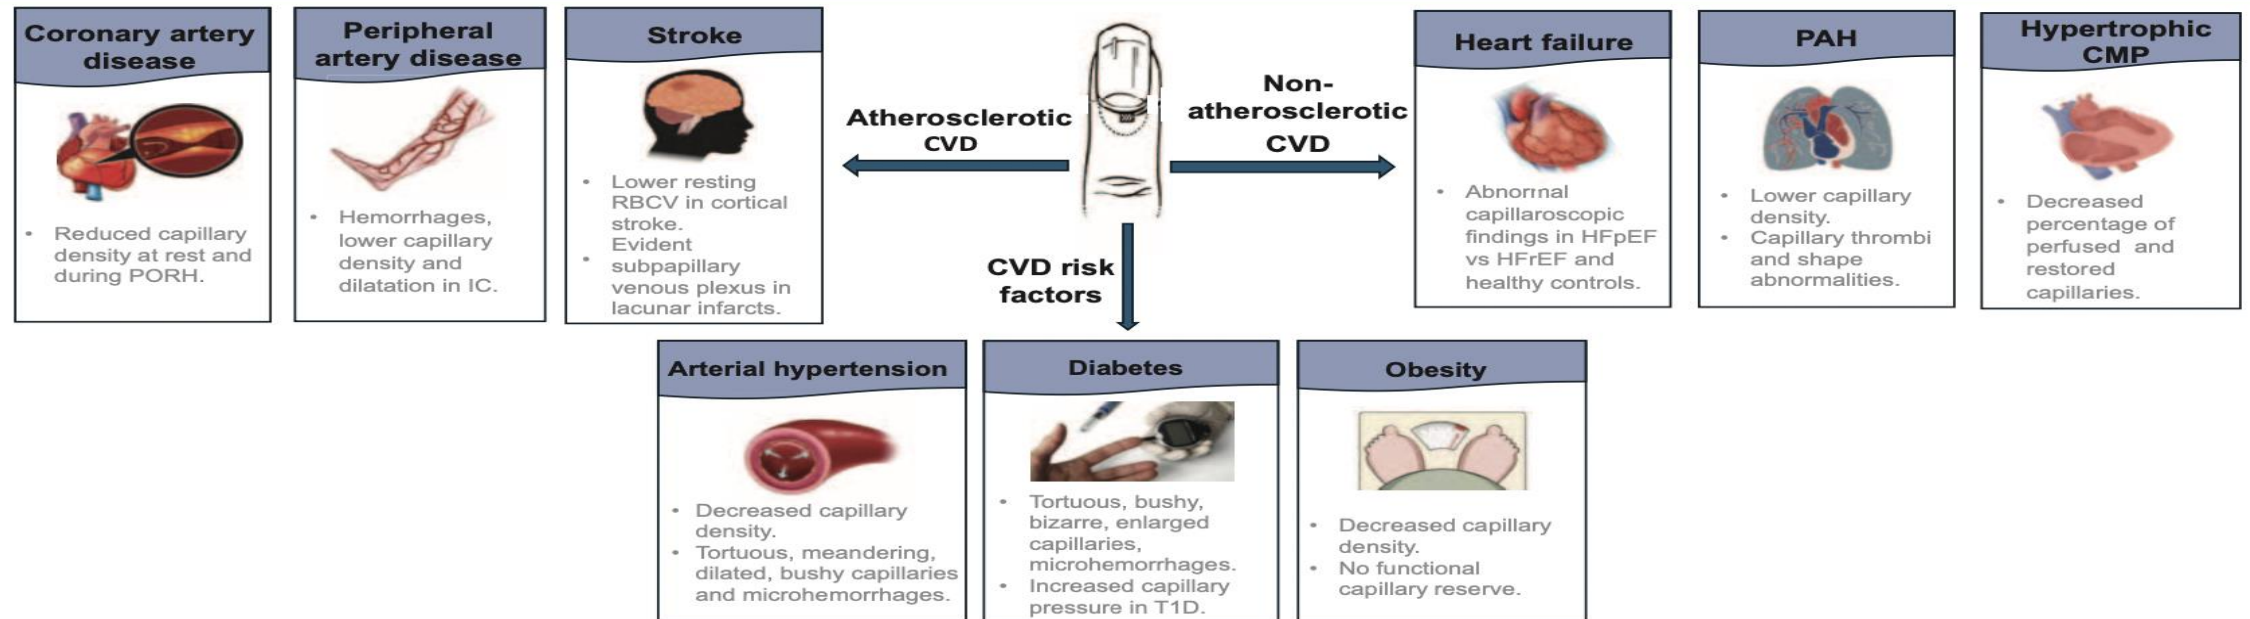 Coronary artery
disease
• Reduced capillary
density at rest and
during PORH.
Peripheral
artery disease
• Hemorrhages,
lower capillary
density and
dilatation in IC.
Stroke
• Lower resting
RBCV in cortical
stroke.
Evident
• subpapillary
venous plexus in
lacunar infarcts.
Atherosclerotic
CVD
Non-
atherosclerotic
CVD
CVD risk
factors
Heart failure
• Abnormal
capillaroscopic
findings in HFpEF
vs HFrEF and
healthy controls.
PAH
• Lower capillary
density.
• Capillary thrombi
and shape
abnormalities.
Hypertrophic
CMP
• Decreased
percentage of
perfused and
restored
capillaries.
Arterial hypertension
• Decreased capillary
density.
• Tortuous, meandering,
dilated, bushy capillaries
and microhemorrhages.
Diabetes
• Tortuous, bushy,
bizarre, enlarged
capillaries,
microhemorrhages.
• Increased capillary
pressure in T1D.
Obesity
• Decreased capillary
density.
• No functional
capillary reserve.